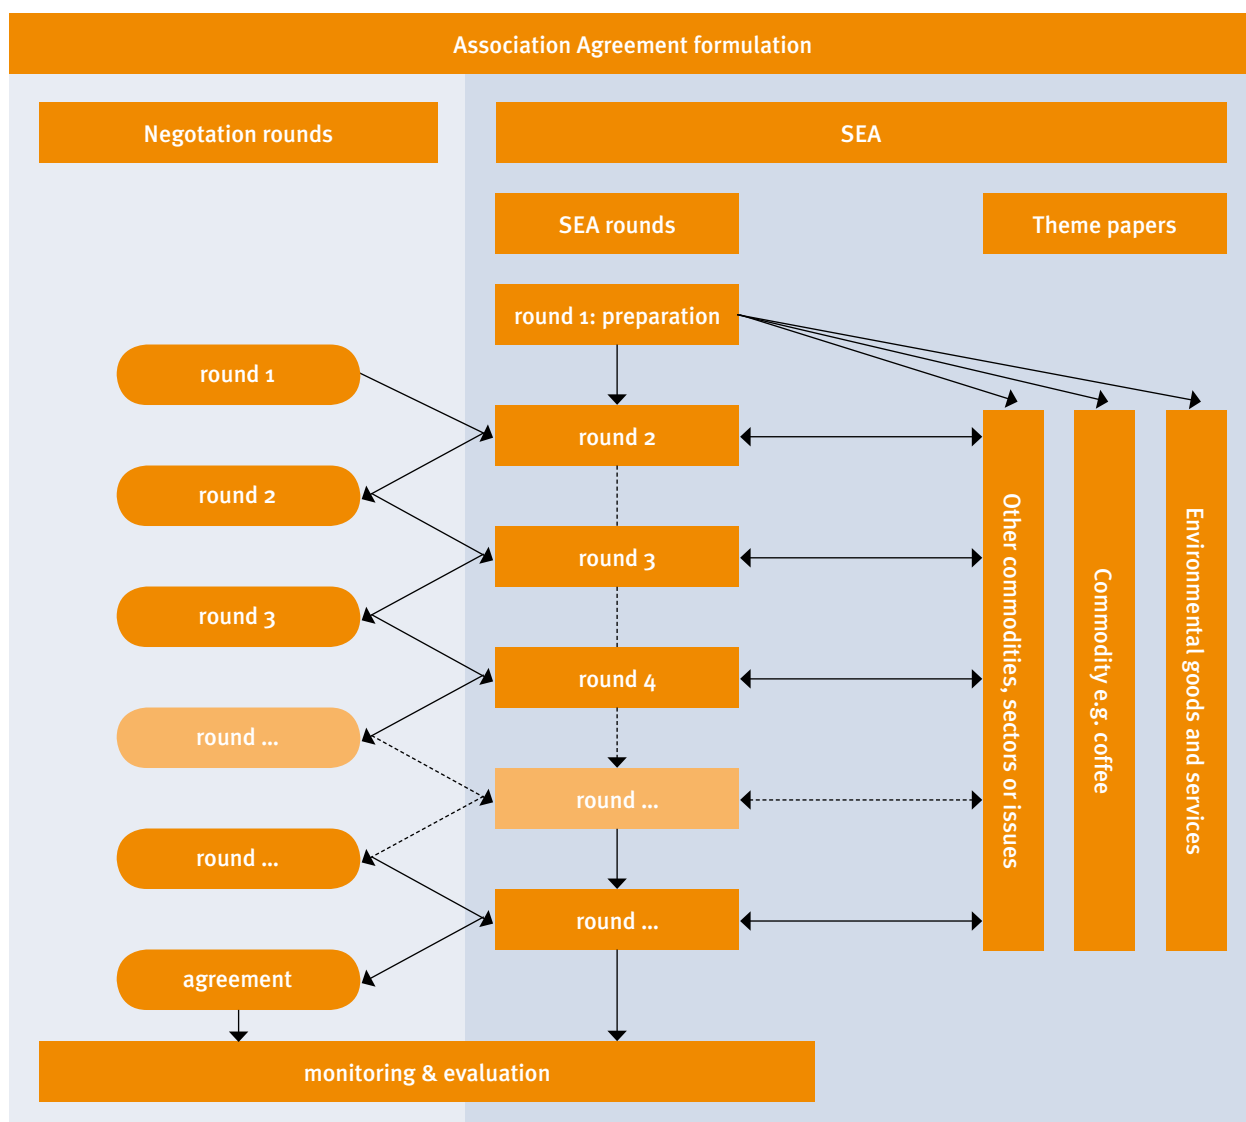 Association Agreement formulation
Negotation rounds
SEA
SEA rounds
Theme papers
round 1: preparation
round 1
round 2
round 2
round 3
round 3
round 4
round ...
round ...
round ...
round ...
agreement
Other commodities, sectors or issues
Commodity e.g. coffee
Environmental goods and services
monitoring & evaluation